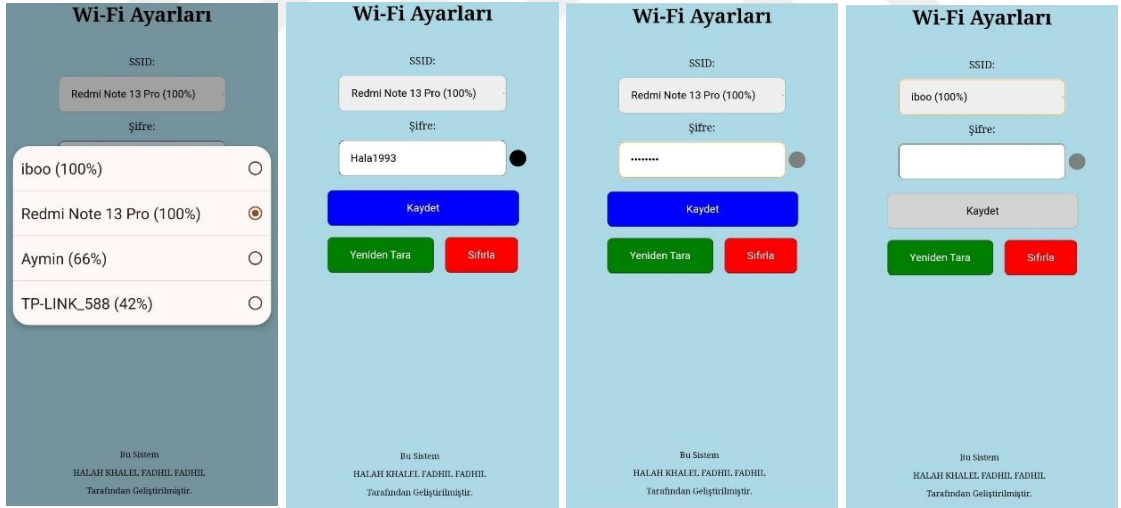 Wi-Fi Ayarları
SSID:
Redmi Note 13 Pro (100%)
Şifre:
iboo (100%)
Redmi Note 13 Pro (100%)
Aymin (66%)
TP-LINK_588 (42%)
Bu Sistem
HALAH KHALEL FADHIL FADHIL
Tarafından Geliştirilmiştir.
Wi-Fi Ayarları
SSID:
Redmi Note 13 Pro (100%)
Şifre:
Hala1993
Kaydet
Yeniden Tara
Sıfırla
Bu Sistem
HALAH KHALEL FADHIL FADHIL
Tarafından Geliştirilmiştir.
Wi-Fi Ayarları
SSID:
Redmi Note 13 Pro (100%)
Şifre:
••••••••
Kaydet
Yeniden Tara
Sıfırla
Bu Sistem
HALAH KHALEL FADHIL FADHIL
Tarafından Geliştirilmiştir.
Wi-Fi Ayarları
SSID:
iboo (100%)
Şifre:
Kaydet
Yeniden Tara
Sıfırla
Bu Sistem
HALAH KHALEL FADHIL FADHIL
Tarafından Geliştirilmiştir.